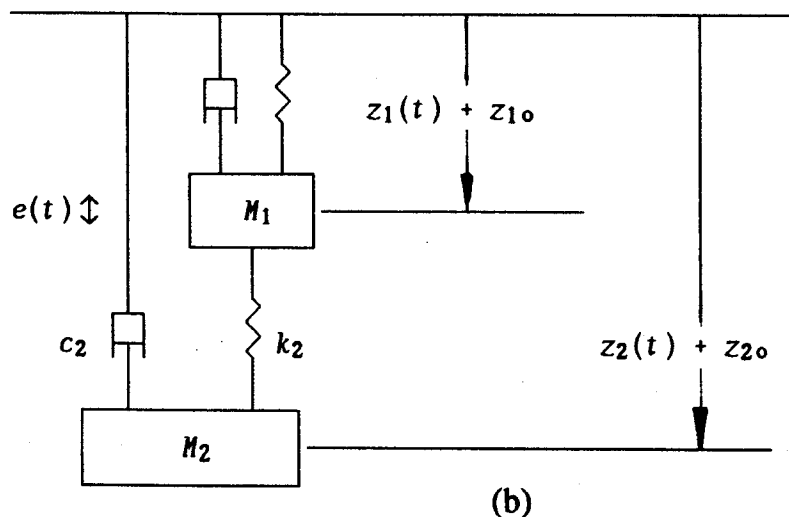 z₁(t) + z₁ₒ
M₁
e(t) ↕
c₂
k₂
z₂(t) + z₂ₒ
M₂
(b)